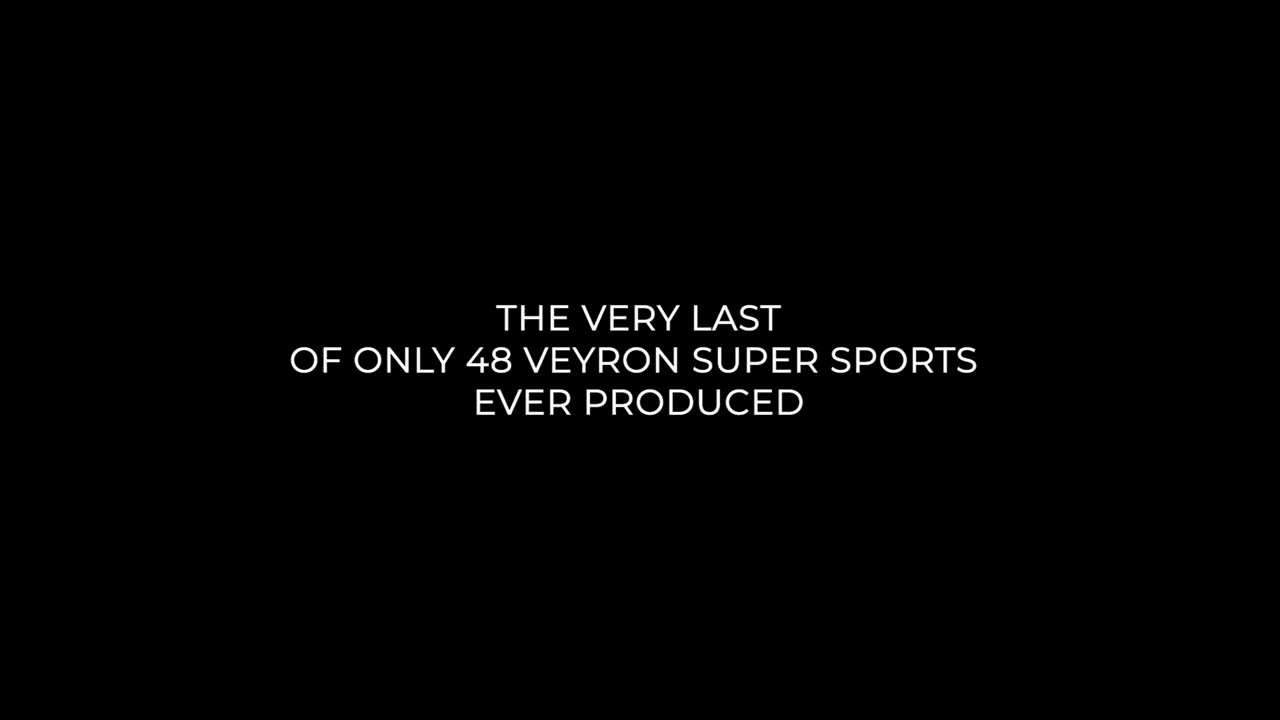 THE VERY LAST
OF ONLY 48 VEYRON SUPER SPORTS
EVER PRODUCED